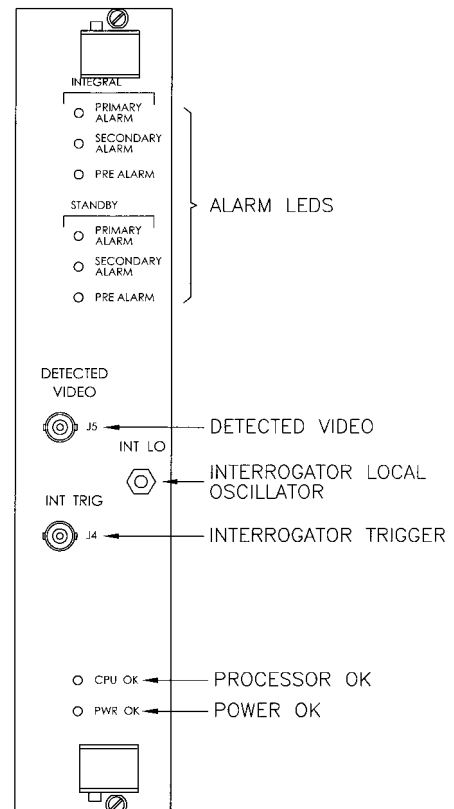 INTEGRAL
PRIMARY
ALARM
SECONDARY
ALARM
PRE ALARM
STANDBY
PRIMARY
ALARM
SECONDARY
ALARM
PRE ALARM
ALARM LEDS
DETECTED
VIDEO
J5
DETECTED VIDEO
INT LO
INTERROGATOR LOCAL
OSCILLATOR
INT TRIG
J4
INTERROGATOR TRIGGER
CPU OK
PROCESSOR OK
PWR OK
POWER OK